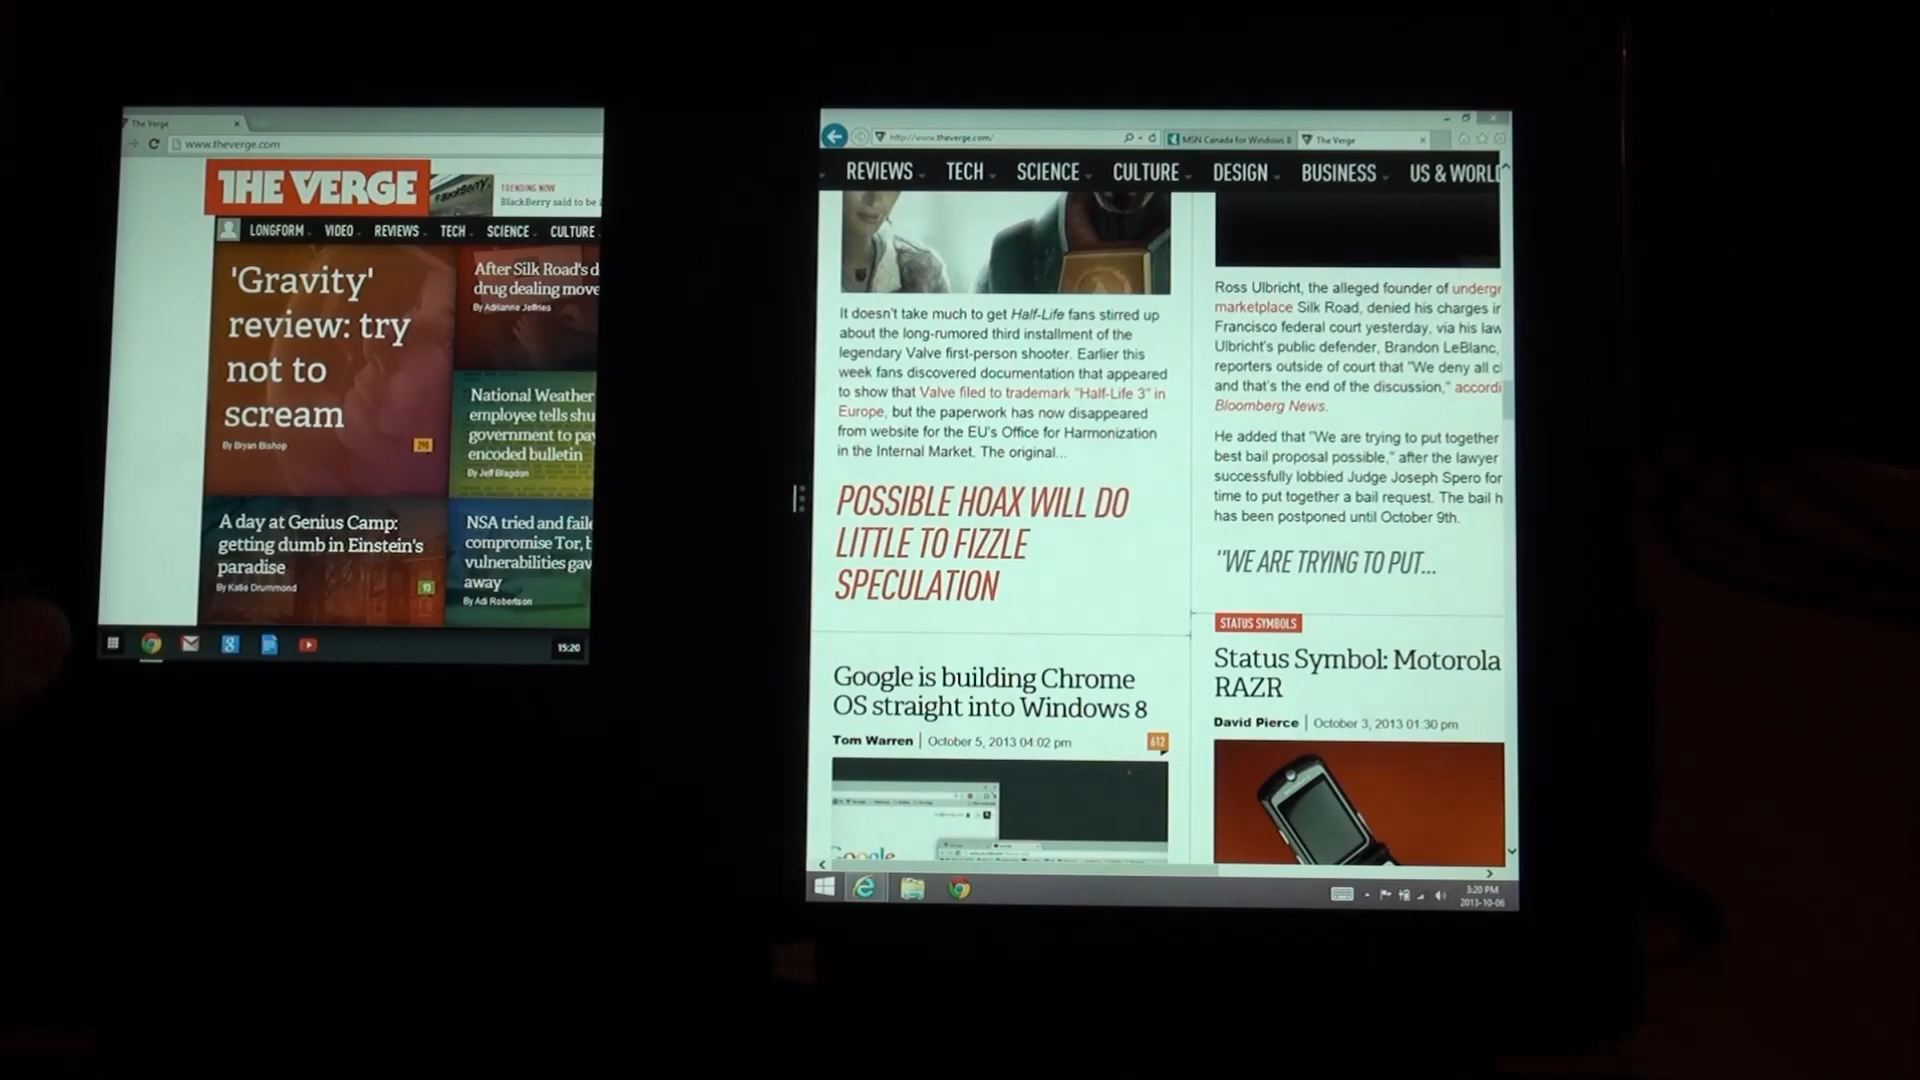 The Verge
www.theverge.com
THE VERGE
BlackBerry
TRENDING NOW
BlackBerry said to be
LONGFORM VIDEO REVIEWS TECH SCIENCE CULTURE
'Gravity'
review: try
not to
scream
By Bryan Bishop
After Silk Road's d
drug dealing move
By Adrianne Jeffries
National Weather
employee tells shu
government to pay
encoded bulletin
By Jeff Blagdon
A day at Genius Camp:
getting dumb in Einstein's
paradise
By Katie Drummond
93
NSA tried and faile
compromise Tor, b
vulnerabilities gav
away
By Adi Robertson
15:20
http://www.theverge.com/
MSN Canada for Windows 8
The Verge
REVIEWS TECH SCIENCE CULTURE DESIGN BUSINESS US & WORLD
It doesn't take much to get Half-Life fans stirred up
about the long-rumored third installment of the
legendary Valve first-person shooter. Earlier this
week fans discovered documentation that appeared
to show that Valve filed to trademark "Half-Life 3" in
Europe, but the paperwork has now disappeared
from website for the EU's Office for Harmonization
in the Internal Market. The original...
POSSIBLE HOAX WILL DO
LITTLE TO FIZZLE
SPECULATION
Google is building Chrome
OS straight into Windows 8
Tom Warren | October 5, 2013 04:02 pm
612
Google
Ross Ulbricht, the alleged founder of undergr
marketplace Silk Road, denied his charges in
Francisco federal court yesterday, via his law
Ulbricht's public defender, Brandon LeBlanc,
reporters outside of court that "We deny all cl
and that's the end of the discussion," accordi
Bloomberg News.
He added that "We are trying to put together
best bail proposal possible," after the lawyer
successfully lobbied Judge Joseph Spero for
time to put together a bail request. The bail h
has been postponed until October 9th.
"WE ARE TRYING TO PUT...
STATUS SYMBOLS
Status Symbol: Motorola
RAZR
David Pierce | October 3, 2013 01:30 pm
3:20 PM
2013-10-06